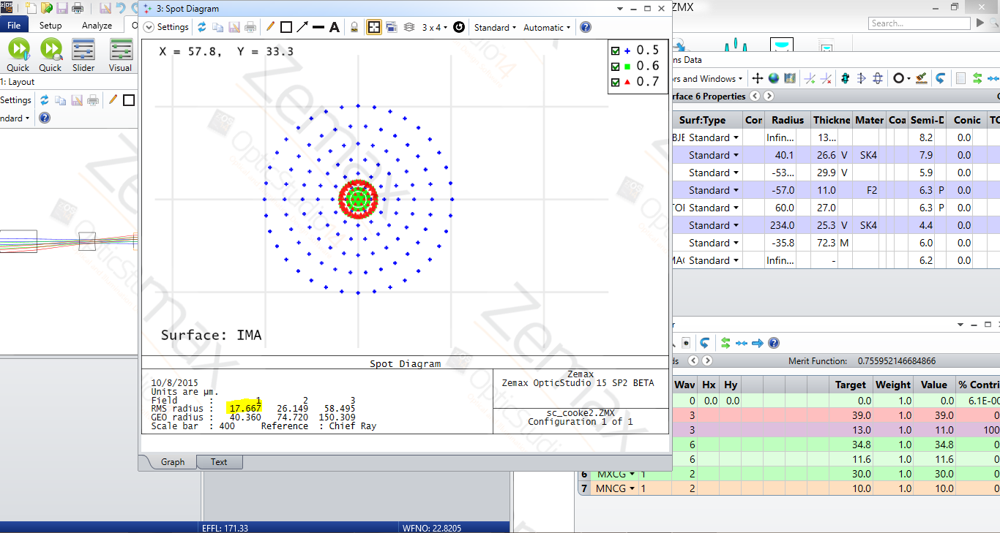 3: Spot Diagram
ZMX
File Setup Analyze
Search...
Settings 3 x 4 Standard Automatic
Quick Quick Slider Visual
1: Layout
Settings
X = 57.8, Y = 33.3
0.5
0.6
0.7
Surface: IMA
Spot Diagram
10/8/2015
Units are µm.
Field : 1 2 3
RMS radius : 17.667 26.149 58.495
GEO radius : 40.360 74.720 150.309
Scale bar : 400 Reference : Chief Ray
Zemax
Zemax OpticStudio 15 SP2 BETA
sc_cooke2.ZMX
Configuration 1 of 1
Graph Text
EFFL: 171.33 WFNO: 22.8205
ns Data
ors and Windows
rface 6 Properties
Surf:Type Cor Radius Thickne Mater Coa Semi-D Conic TC
BJE Standard Infin... 13... 8.2 0.0
Standard 40.1 26.6 V SK4 7.9 0.0
Standard -53... 29.9 V 5.9 0.0
Standard -57.0 11.0 F2 6.3 P 0.0
TO Standard 60.0 27.0 6.3 P 0.0
Standard 234.0 25.3 V SK4 4.4 0.0
Standard -35.8 72.3 M 6.0 0.0
MA Standard Infin... - 6.2 0.0
Merit Function: 0.755952146684866
Wav Hx Hy Target Weight Value % Contri
0 0.0 0.0 0.0 1.0 0.0 6.1E-00
3 39.0 1.0 39.0 0
3 13.0 1.0 11.0 100
6 34.8 1.0 34.8 0
6 11.6 1.0 11.6 0
6 MXCG 1 2 30.0 1.0 30.0 0
7 MNCG 1 2 10.0 1.0 10.0 0
Zemax
OpticStudio14